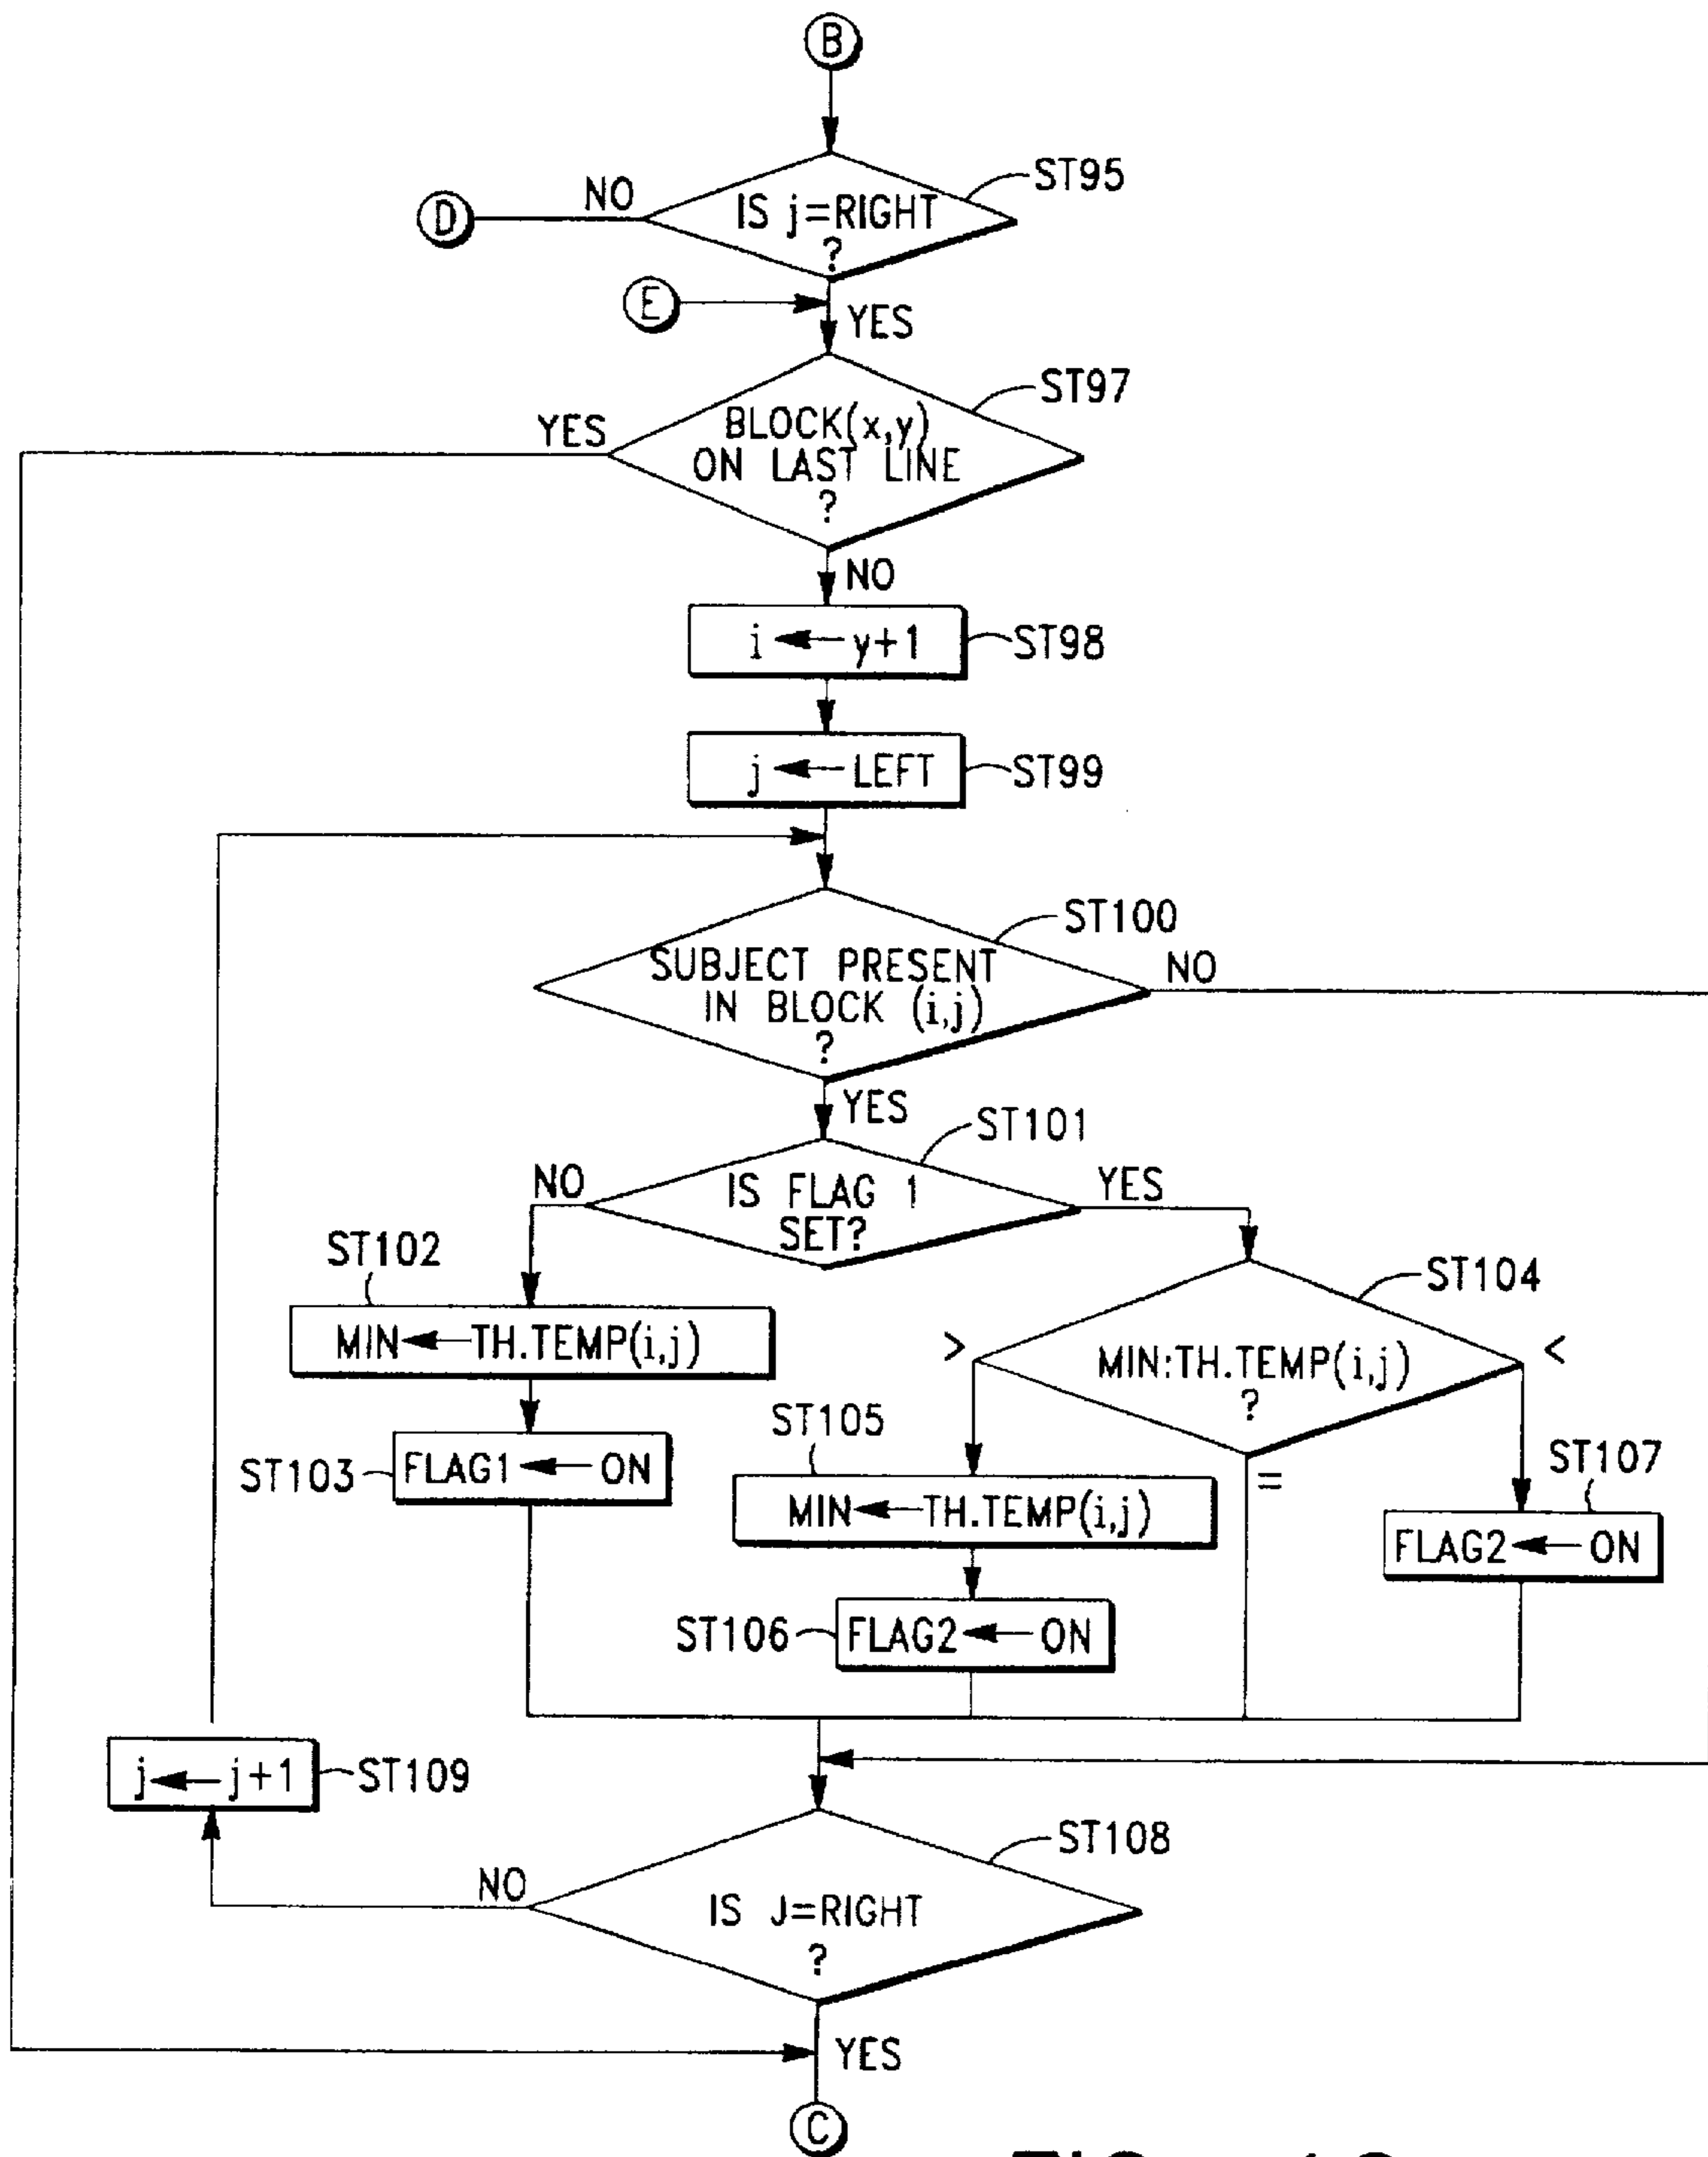 B
IS j=RIGHT
?
ST95
NO
D
E
YES
BLOCK(x,y)
ON LAST LINE
?
ST97
YES
NO
i ← y+1
ST98
j ← LEFT
ST99
SUBJECT PRESENT
IN BLOCK (i,j)
?
ST100
NO
YES
IS FLAG 1
SET?
ST101
NO
YES
ST102
MIN←TH.TEMP(i,j)
ST103
FLAG1 ← ON
MIN:TH.TEMP(i,j)
?
ST104
>
<
=
ST105
MIN←TH.TEMP(i,j)
ST106
FLAG2 ← ON
ST107
FLAG2 ← ON
j ← j+1
ST109
IS J=RIGHT
?
ST108
NO
YES
C